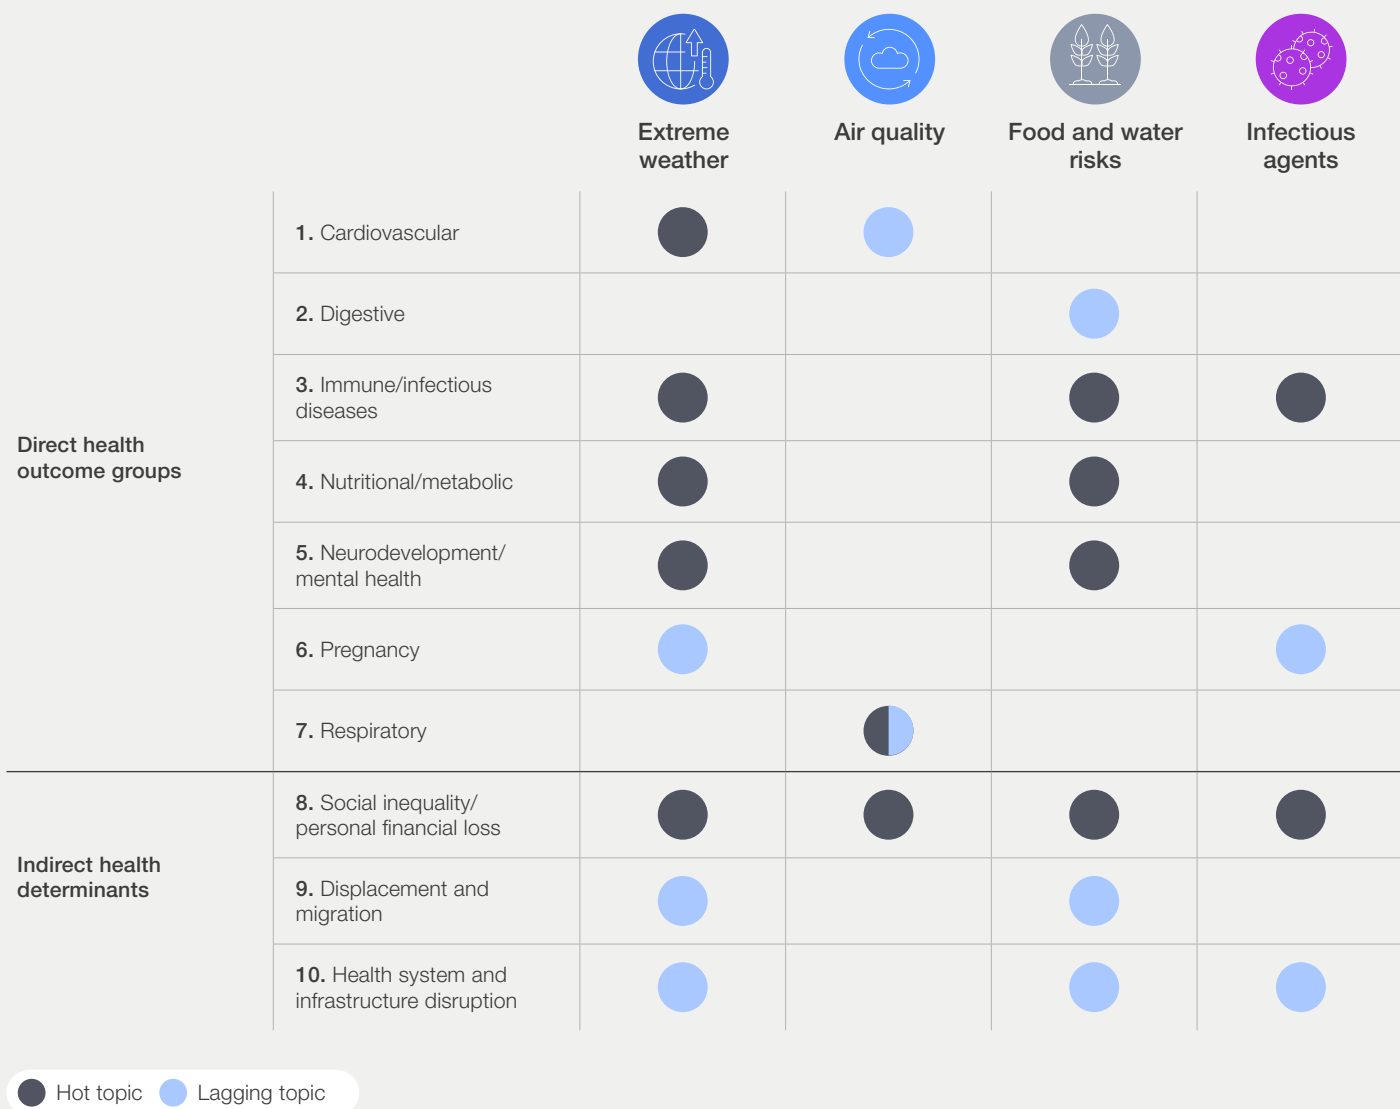 Extreme
weather
Air quality
Food and water
risks
Infectious
agents
Direct health
outcome groups
1. Cardiovascular
2. Digestive
3. Immune/infectious
diseases
4. Nutritional/metabolic
5. Neurodevelopment/
mental health
6. Pregnancy
7. Respiratory
Indirect health
determinants
8. Social inequality/
personal financial loss
9. Displacement and
migration
10. Health system and
infrastructure disruption
Hot topic
Lagging topic